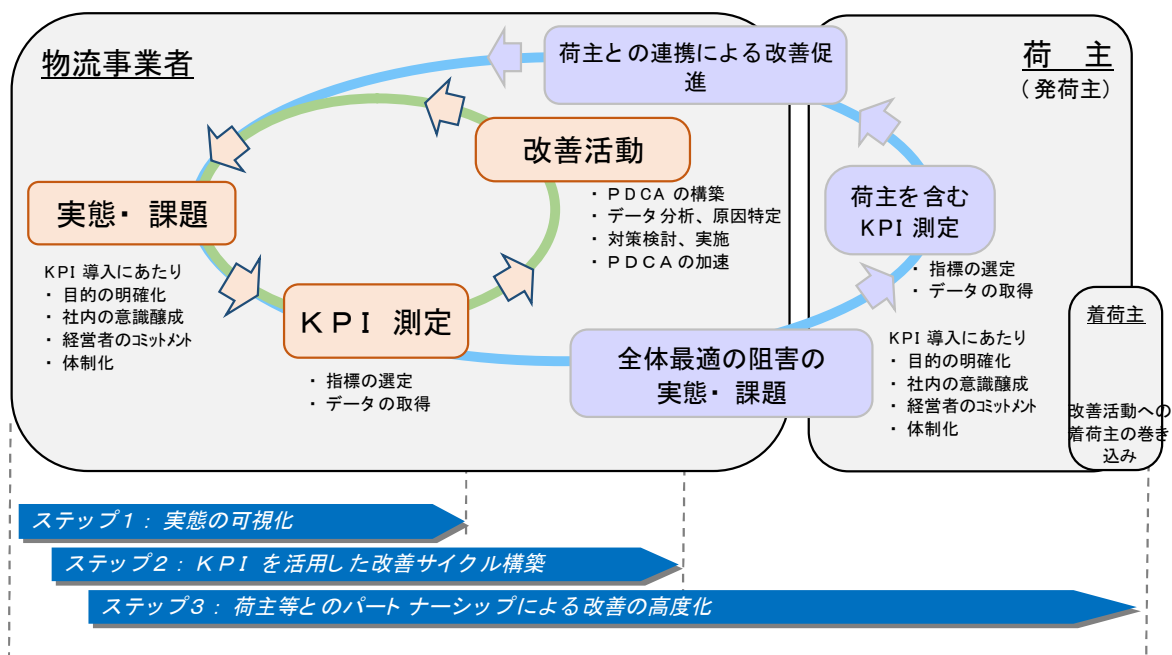 物流事業者
荷主との連携による改善促
進
荷　主
(発荷主)
改善活動
・ PDCA の構築
・ データ分析、原因特定
・ 対策検討、実施
・ PDCA の加速
実態・課題
KPI 導入にあたり
・ 目的の明確化
・ 社内の意識醸成
・ 経営者のコミットメント
・ 体制化
KPI 測定
・ 指標の選定
・ データの取得
荷主を含む
KPI 測定
・ 指標の選定
・ データの取得
全体最適の阻害の
実態・課題
KPI 導入にあたり
・ 目的の明確化
・ 社内の意識醸成
・ 経営者のコミットメント
・ 体制化
着荷主
改善活動への
着荷主の巻き
込み
ステップ1：実態の可視化
ステップ2：KPI を活用した改善サイクル構築
ステップ3：荷主等とのパートナーシップによる改善の高度化